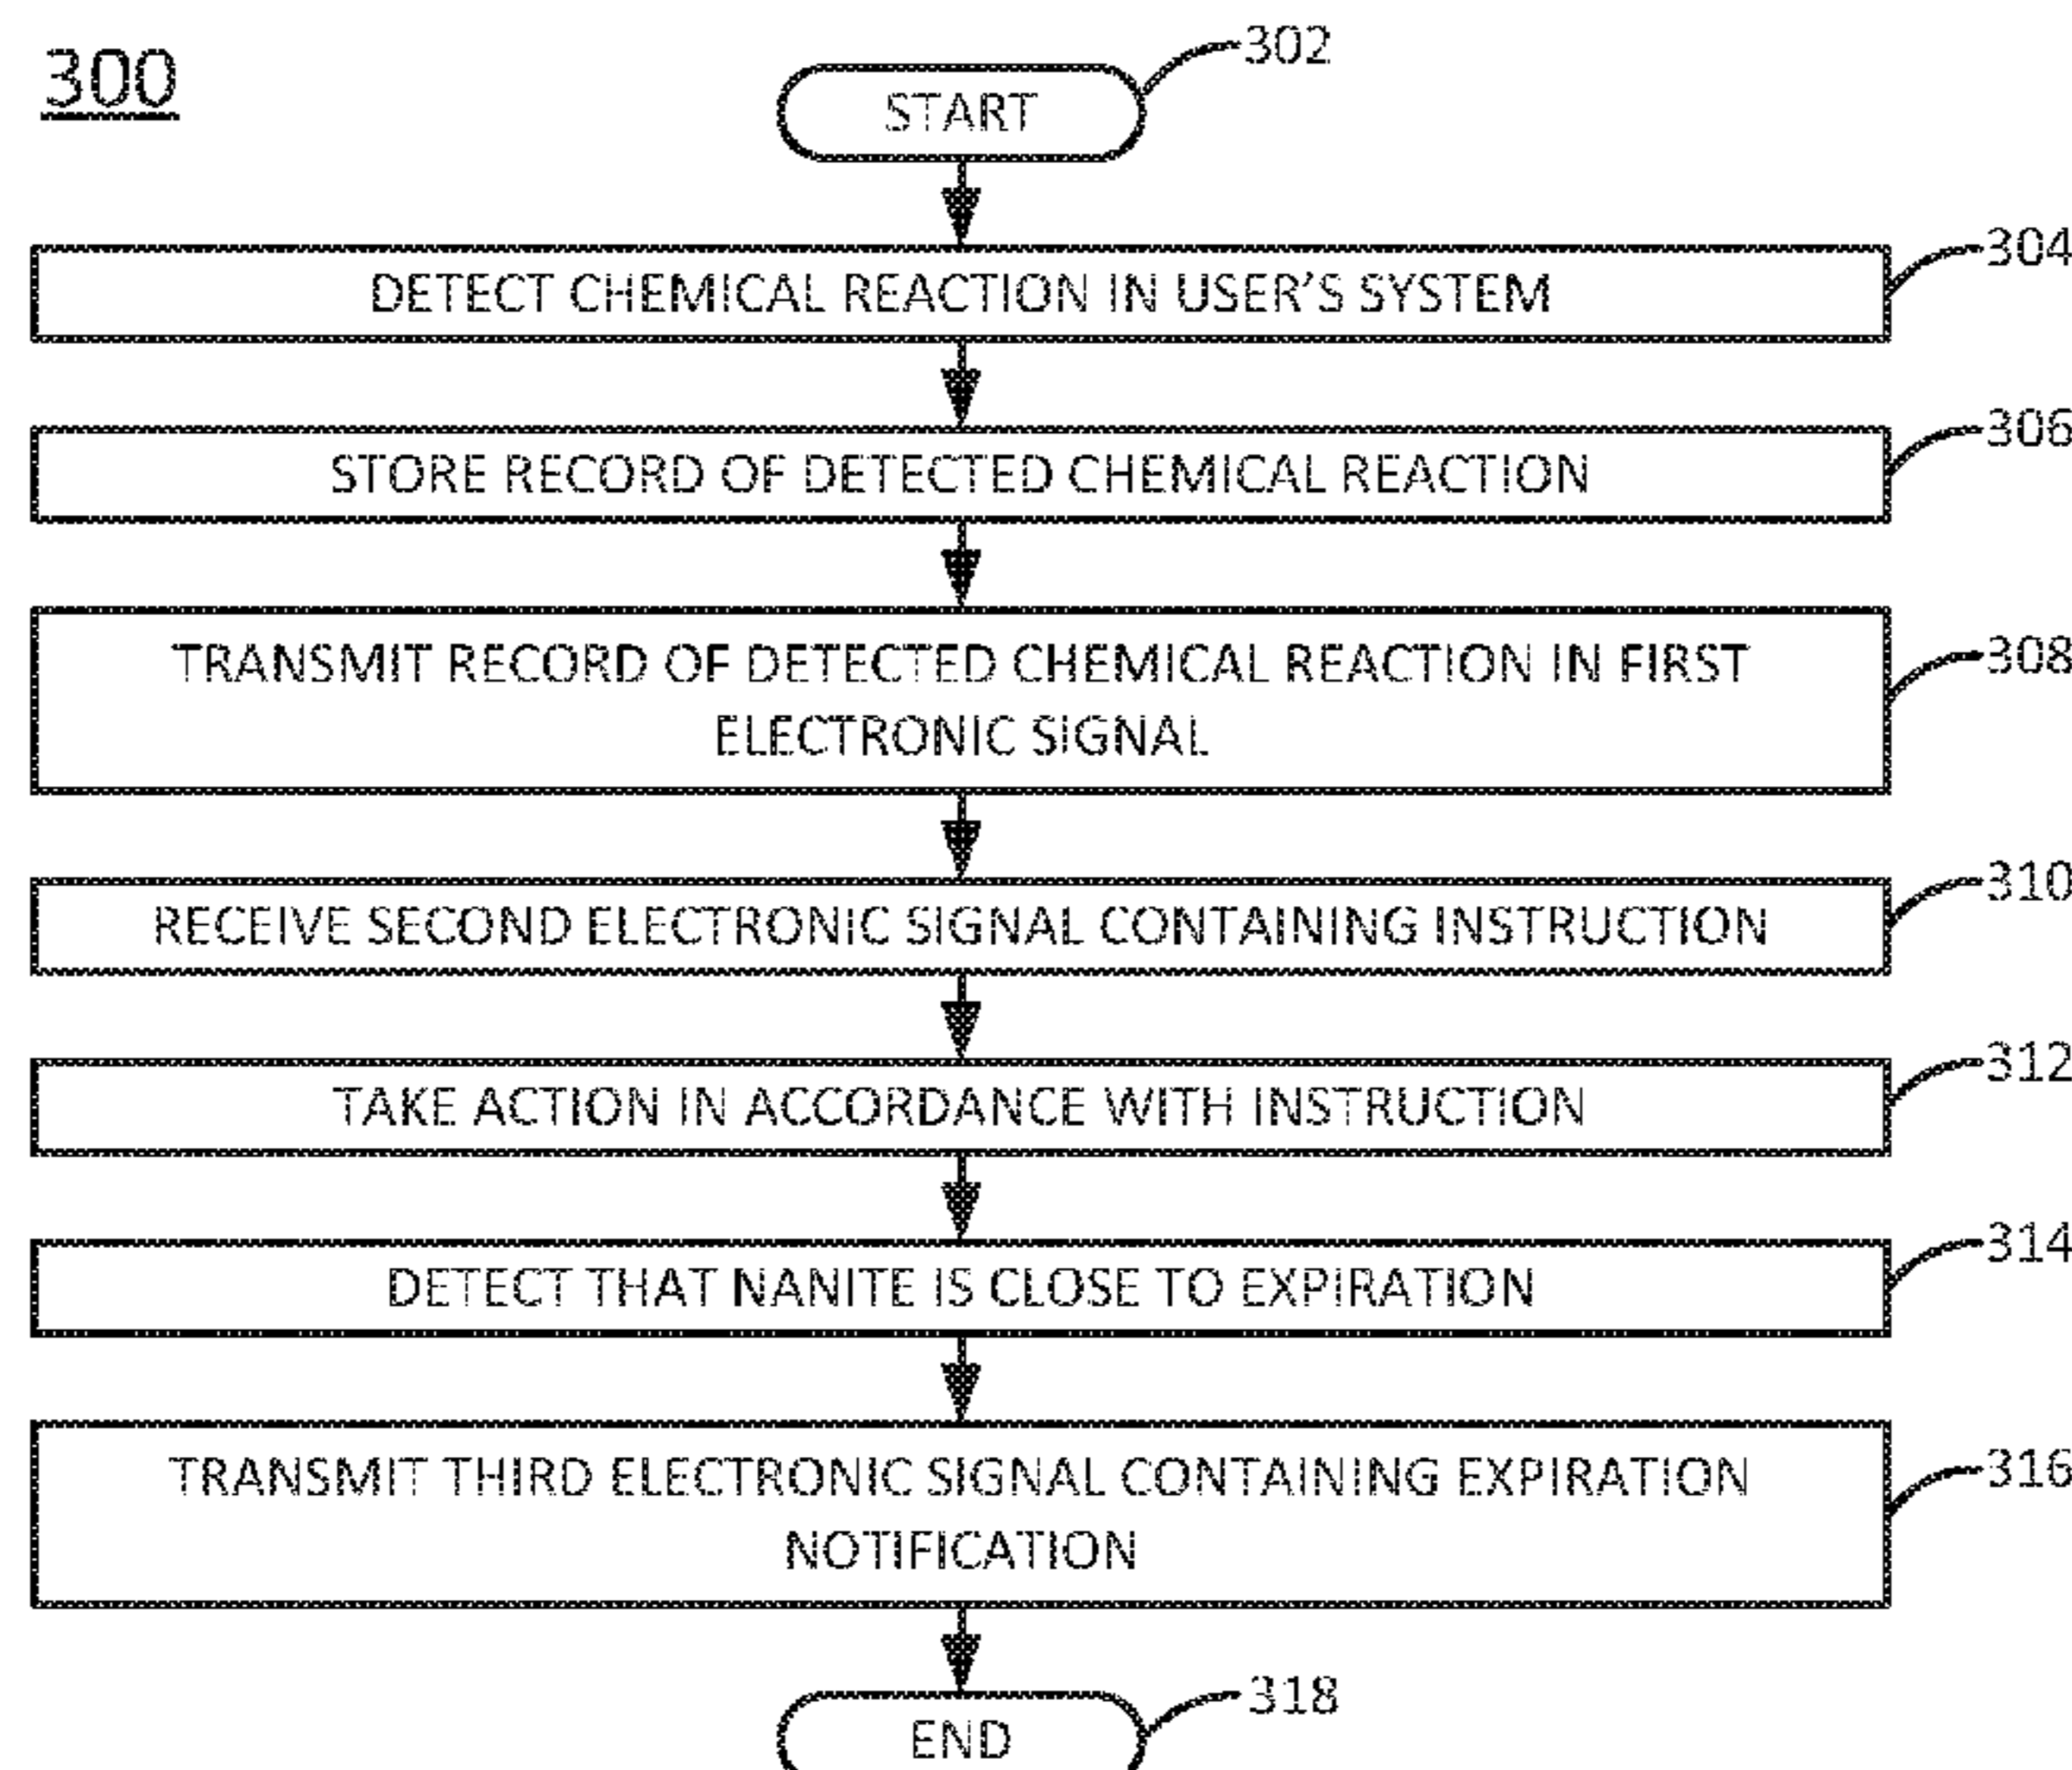 300
302
START
304
DETECT CHEMICAL REACTION IN USER'S SYSTEM
306
STORE RECORD OF DETECTED CHEMICAL REACTION
308
TRANSMIT RECORD OF DETECTED CHEMICAL REACTION IN FIRST
ELECTRONIC SIGNAL
310
RECEIVE SECOND ELECTRONIC SIGNAL CONTAINING INSTRUCTION
312
TAKE ACTION IN ACCORDANCE WITH INSTRUCTION
314
DETECT THAT NANITE IS CLOSE TO EXPIRATION
316
TRANSMIT THIRD ELECTRONIC SIGNAL CONTAINING EXPIRATION
NOTIFICATION
318
END